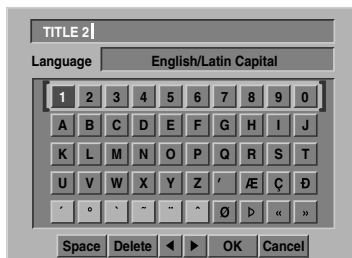 TITLE 2
Language English/Latin Capital
1 2 3 4 5 6 7 8 9 0
A B C D E F G H I J
K L M N O P Q R S T
U V W X Y Z ′ Æ Ç Ð
´ ° ` ~ ¨ ^ Ø Þ « »
Space Delete ◀ ▶ OK Cancel